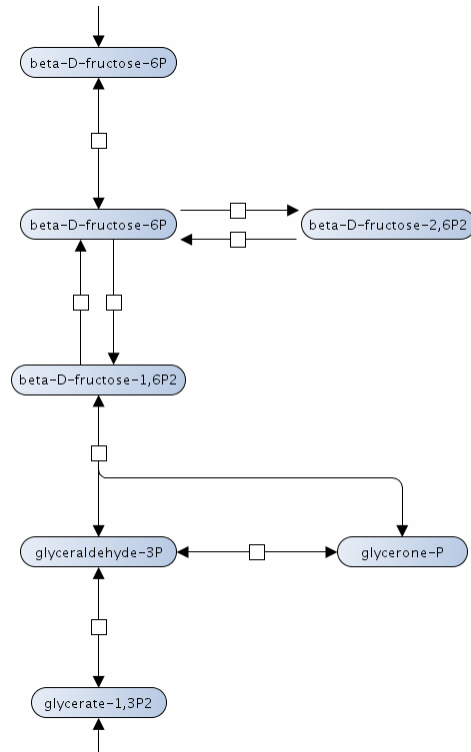 beta-D-fructose-6P
beta-D-fructose-6P
beta-D-fructose-2,6P2
beta-D-fructose-1,6P2
glyceraldehyde-3P
glycerone-P
glycerate-1,3P2